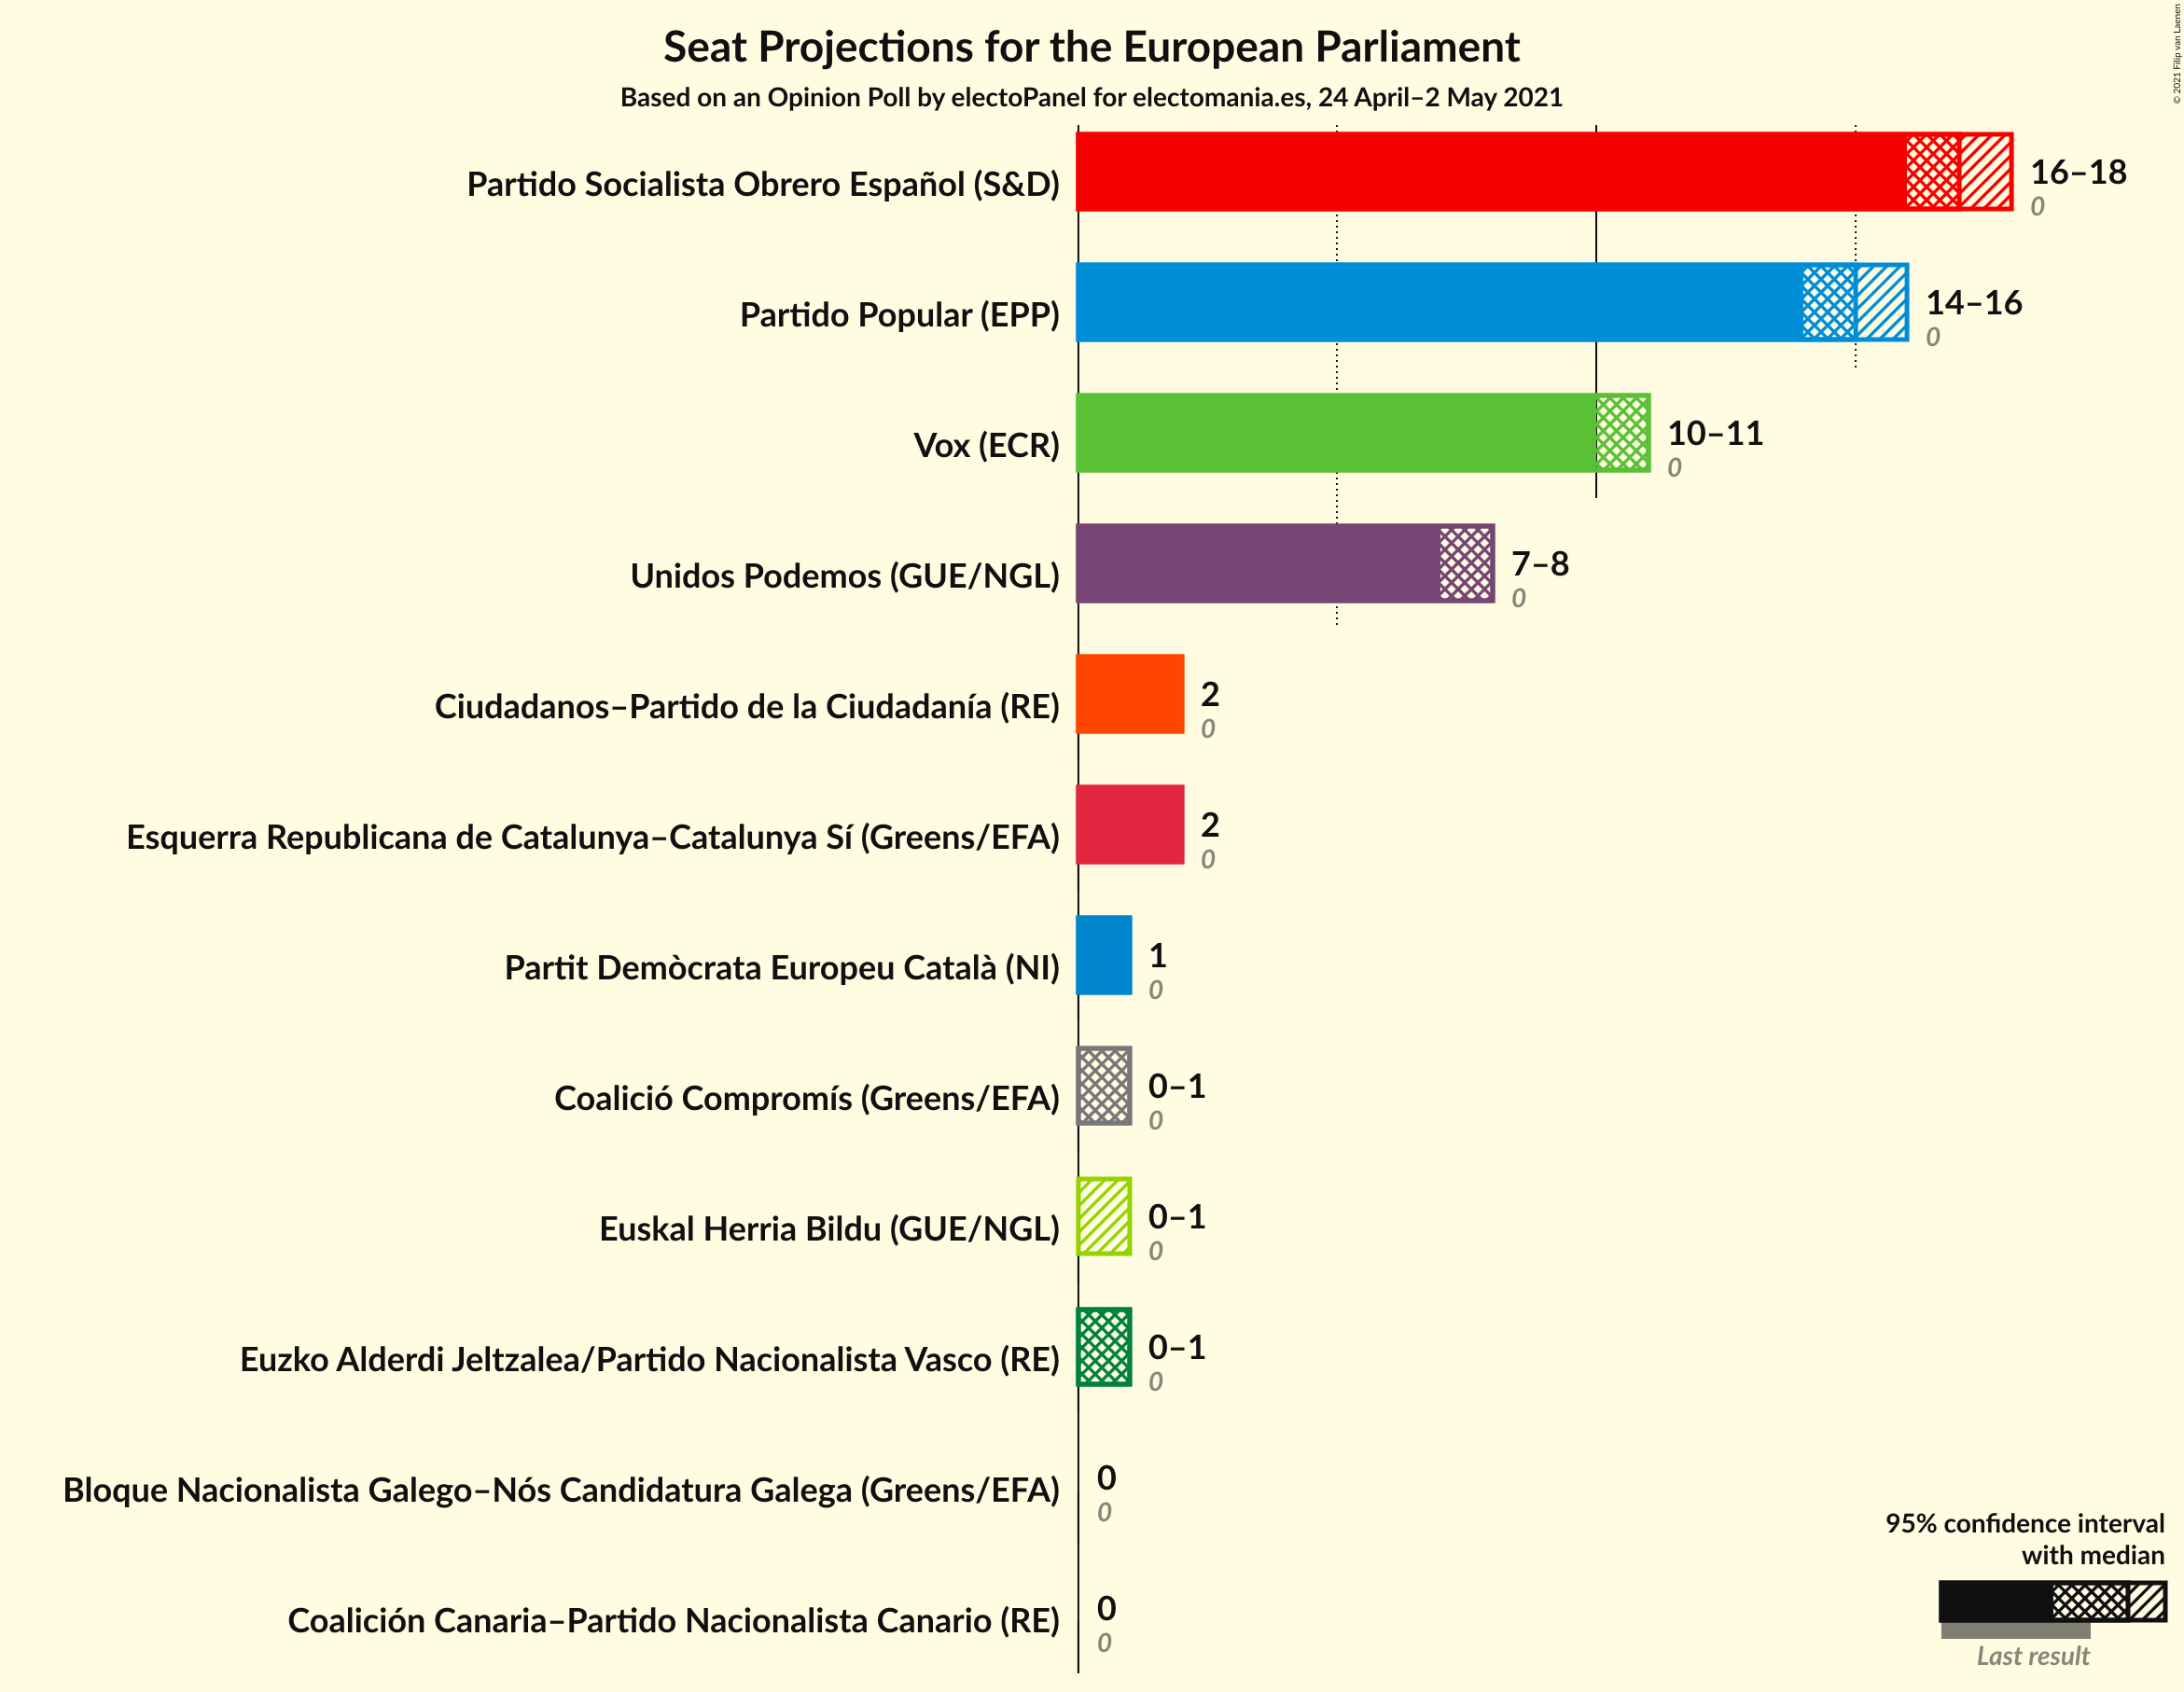 Seat Projections for the European Parliament
Based on an Opinion Poll by electoPanel for electomania.es, 24 April–2 May 2021
© 2021 Filip van Laenen
Partido Socialista Obrero Español (S&D)
16–18
0
Partido Popular (EPP)
14–16
0
Vox (ECR)
10–11
0
Unidos Podemos (GUE/NGL)
7–8
0
Ciudadanos–Partido de la Ciudadanía (RE)
2
0
Esquerra Republicana de Catalunya–Catalunya Sí (Greens/EFA)
2
0
Partit Demòcrata Europeu Català (NI)
1
0
Coalició Compromís (Greens/EFA)
0–1
0
Euskal Herria Bildu (GUE/NGL)
0–1
0
Euzko Alderdi Jeltzalea/Partido Nacionalista Vasco (RE)
0–1
0
Bloque Nacionalista Galego–Nós Candidatura Galega (Greens/EFA)
0
0
Coalición Canaria–Partido Nacionalista Canario (RE)
0
0
95% confidence interval
with median
Last result